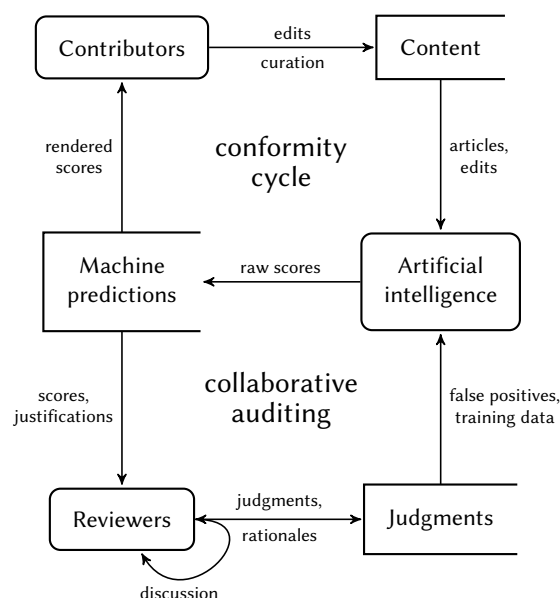 Contributors
edits
curation
Content
rendered
scores
conformity
cycle
articles,
edits
Machine
predictions
raw scores
Artificial
intelligence
scores,
justifications
collaborative
auditing
false positives,
training data
Reviewers
judgments,
rationales
Judgments
discussion